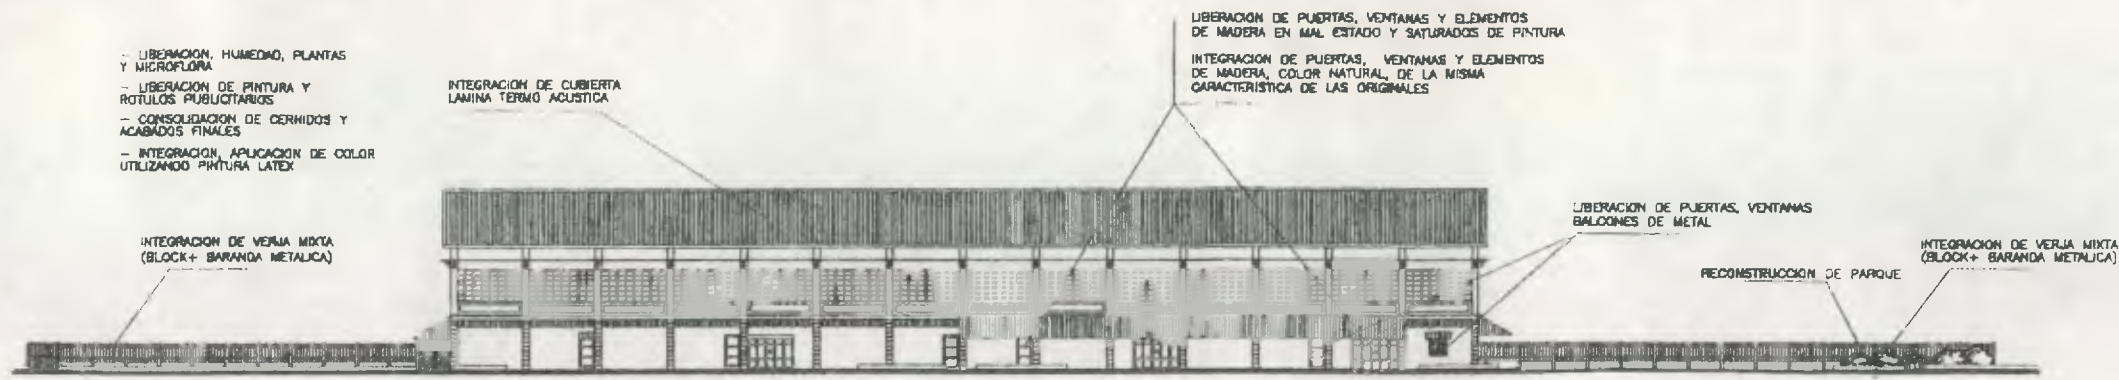 - LIBERACION, HUMEDAD, PLANTAS
Y MICROFLORA
- LIBERACION DE PINTURA Y
ROTULOS PUBLICITARIOS
- CONSOLIDACION DE CERNIDOS Y
ACABADOS FINALES
- INTEGRACION, APLICACION DE COLOR
UTILIZANDO PINTURA LATEX
INTEGRACION DE CUBIERTA
LAMINA TERMO ACUSTICA
LIBERACION DE PUERTAS, VENTANAS Y ELEMENTOS
DE MADERA EN MAL ESTADO Y SATURADOS DE PINTURA
INTEGRACION DE PUERTAS, VENTANAS Y ELEMENTOS
DE MADERA, COLOR NATURAL, DE LA MISMA
CARACTERISTICA DE LAS ORIGINALES
LIBERACION DE PUERTAS, VENTANAS
BALCONES DE METAL
INTEGRACION DE VERJA MIXTA
(BLOCK+ BARANDA METALICA)
RECONSTRUCCION DE PARQUE
INTEGRACION DE VERJA MIXTA
(BLOCK+ BARANDA METALICA)